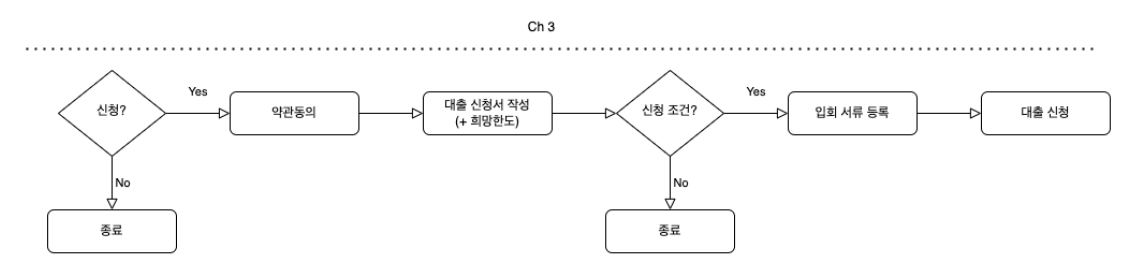 Ch 3
신청?
Yes
약관동의
대출 신청서 작성
(+ 희망한도)
신청 조건?
Yes
입회 서류 등록
대출 신청
No
종료
No
종료